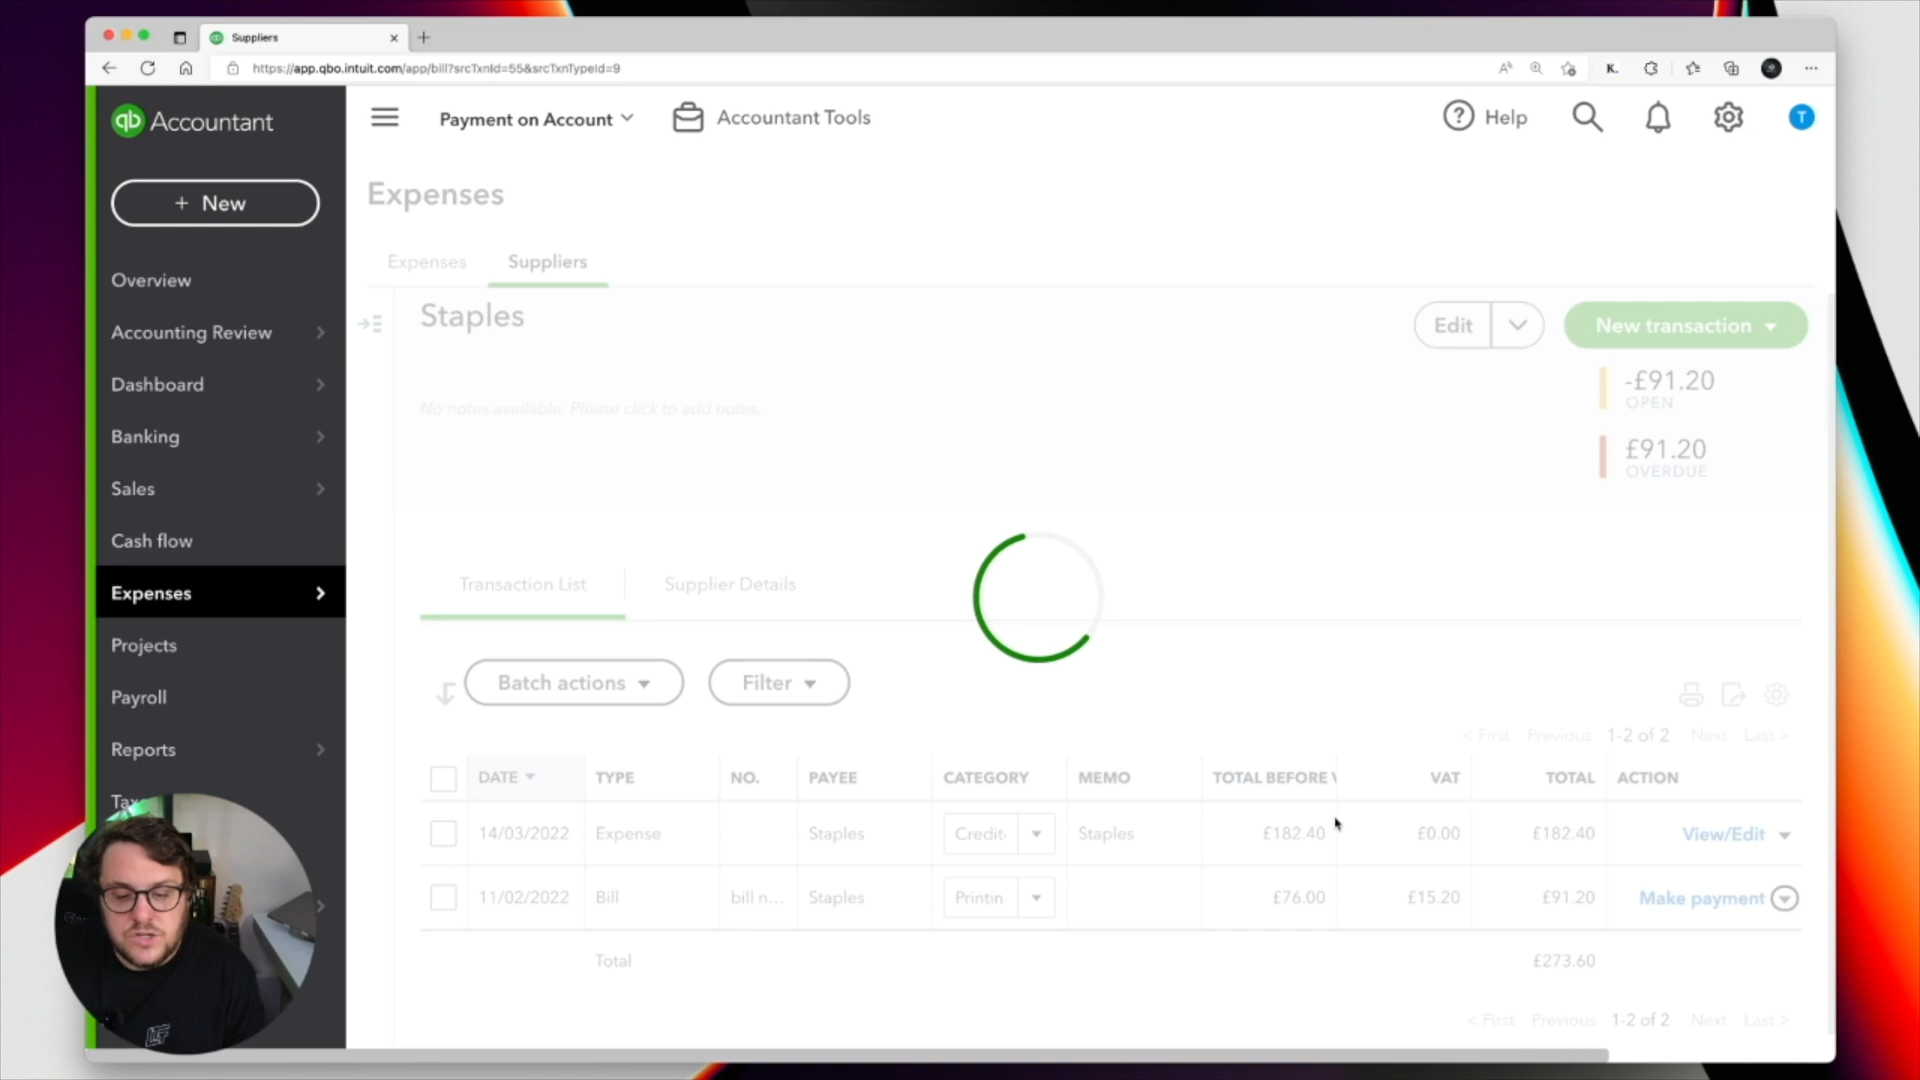 Suppliers
https://app.qbo.intuit.com/app/bill?srcTxnId=55&srcTxnTypeId=9
K.
qb Accountant
Payment on Account
Accountant Tools
Help
T
+ New
Overview
Accounting Review
Dashboard
Banking
Sales
Cash flow
Expenses
Projects
Payroll
Reports
Tax
Expenses
Expenses
Suppliers
Staples
Edit
New transaction
No notes available. Please click to add notes.
-£91.20
OPEN
£91.20
OVERDUE
Transaction List
Supplier Details
Batch actions
Filter
< First Previous 1-2 of 2 Next Last >
DATE TYPE NO. PAYEE CATEGORY MEMO TOTAL BEFORE VAT TOTAL ACTION
14/03/2022 Expense Staples Credit Staples £182.40 £0.00 £182.40 View/Edit
11/02/2022 Bill bill n... Staples Printin £76.00 £15.20 £91.20 Make payment
Total £273.60
< First Previous 1-2 of 2 Next Last >
LTF